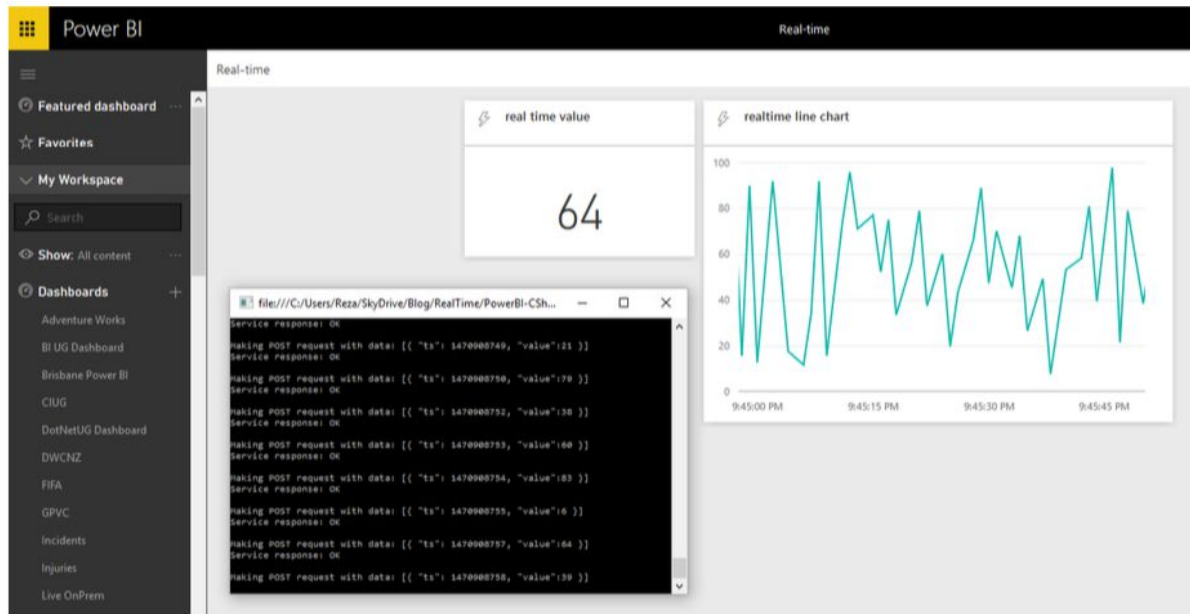 Power BI
Real-time
Real-time
Featured dashboard ...
Favorites
My Workspace
Search
Show: All content ...
Dashboards +
Adventure Works
BI UG Dashboard
Brisbane Power BI
CIUG
DotNetUG Dashboard
DWCNZ
FIFA
GPVC
Incidents
Injuries
Live OnPrem
real time value
64
realtime line chart
100
80
60
40
20
0
9:45:00 PM 9:45:15 PM 9:45:30 PM 9:45:45 PM
file:///C:/Users/Reza/SkyDrive/Blog/RealTime/PowerBI-CSh...
Service response: OK
Making POST request with data: [{ "ts": 1470908749, "value":21 }]
Service response: OK
Making POST request with data: [{ "ts": 1470908750, "value":79 }]
Service response: OK
Making POST request with data: [{ "ts": 1470908752, "value":38 }]
Service response: OK
Making POST request with data: [{ "ts": 1470908753, "value":60 }]
Service response: OK
Making POST request with data: [{ "ts": 1470908754, "value":83 }]
Service response: OK
Making POST request with data: [{ "ts": 1470908755, "value":6 }]
Service response: OK
Making POST request with data: [{ "ts": 1470908757, "value":64 }]
Service response: OK
Making POST request with data: [{ "ts": 1470908758, "value":39 }]